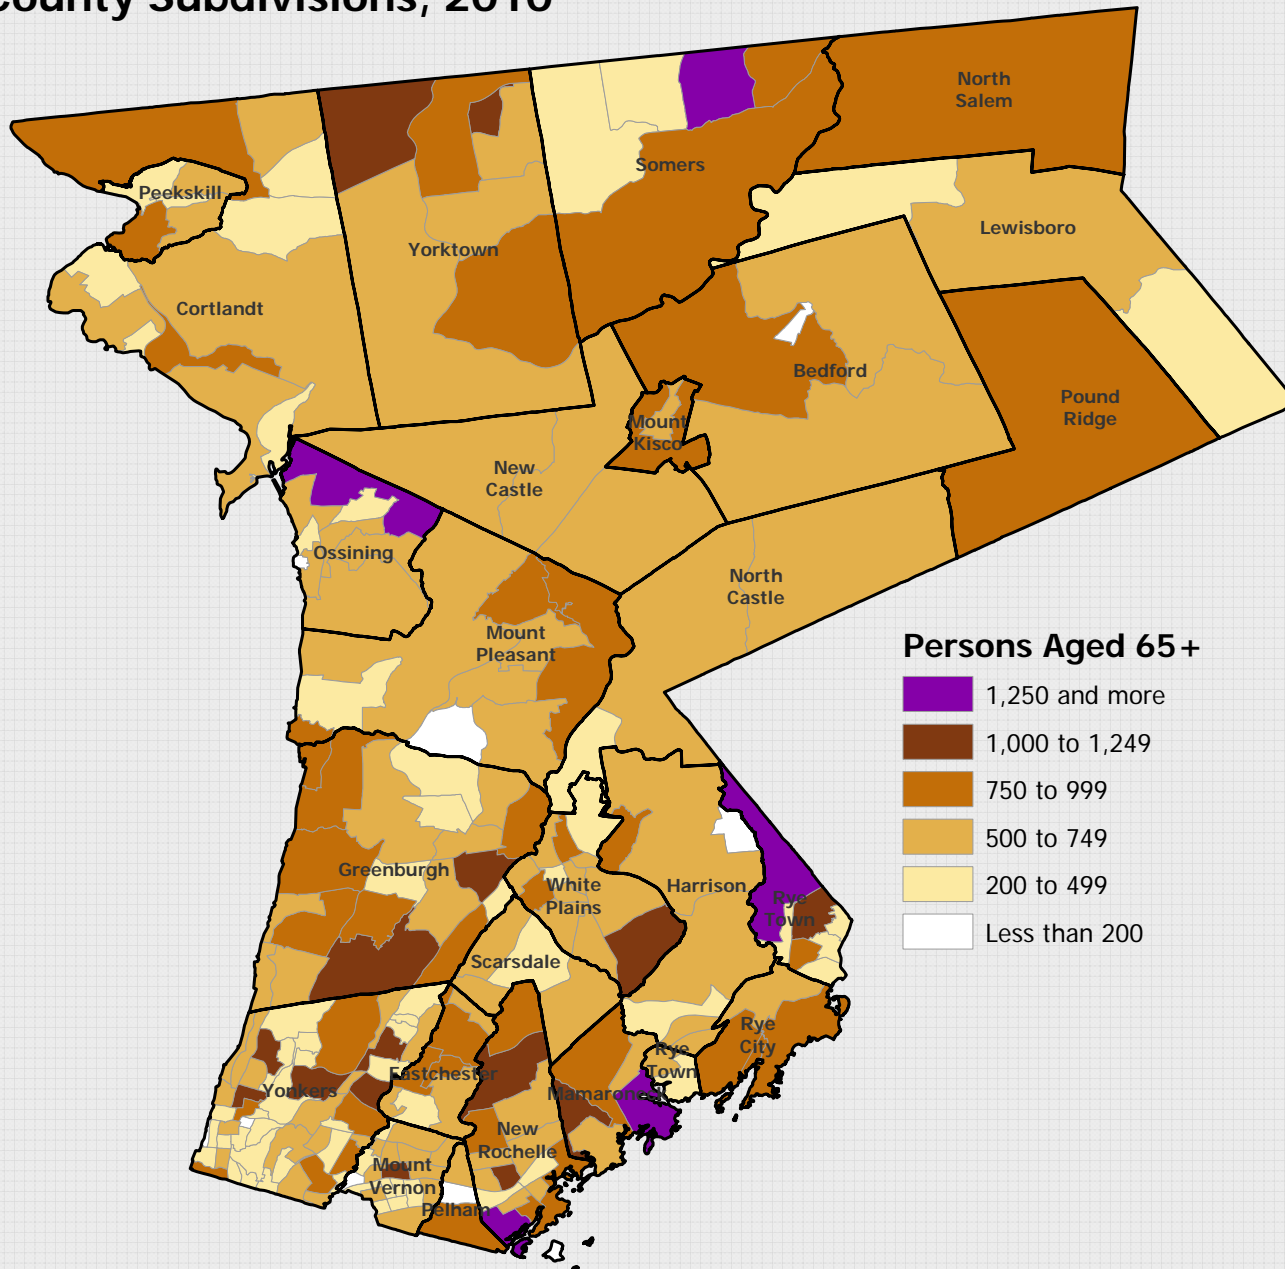 County Subdivisions, 2010
North
Salem
Somers
Peekskill
Lewisboro
Yorktown
Cortlandt
Bedford
Pound
Ridge
Mount
Kisco
New
Castle
Ossining
North
Castle
Mount
Pleasant
Persons Aged 65+
1,250 and more
1,000 to 1,249
750 to 999
500 to 749
200 to 499
Less than 200
Greenburgh
White
Plains
Harrison
Rye
Town
Scarsdale
Rye
City
Rye
Town
Eastchester
Yonkers
Mamaroneck
New
Rochelle
Mount
Vernon
Pelham